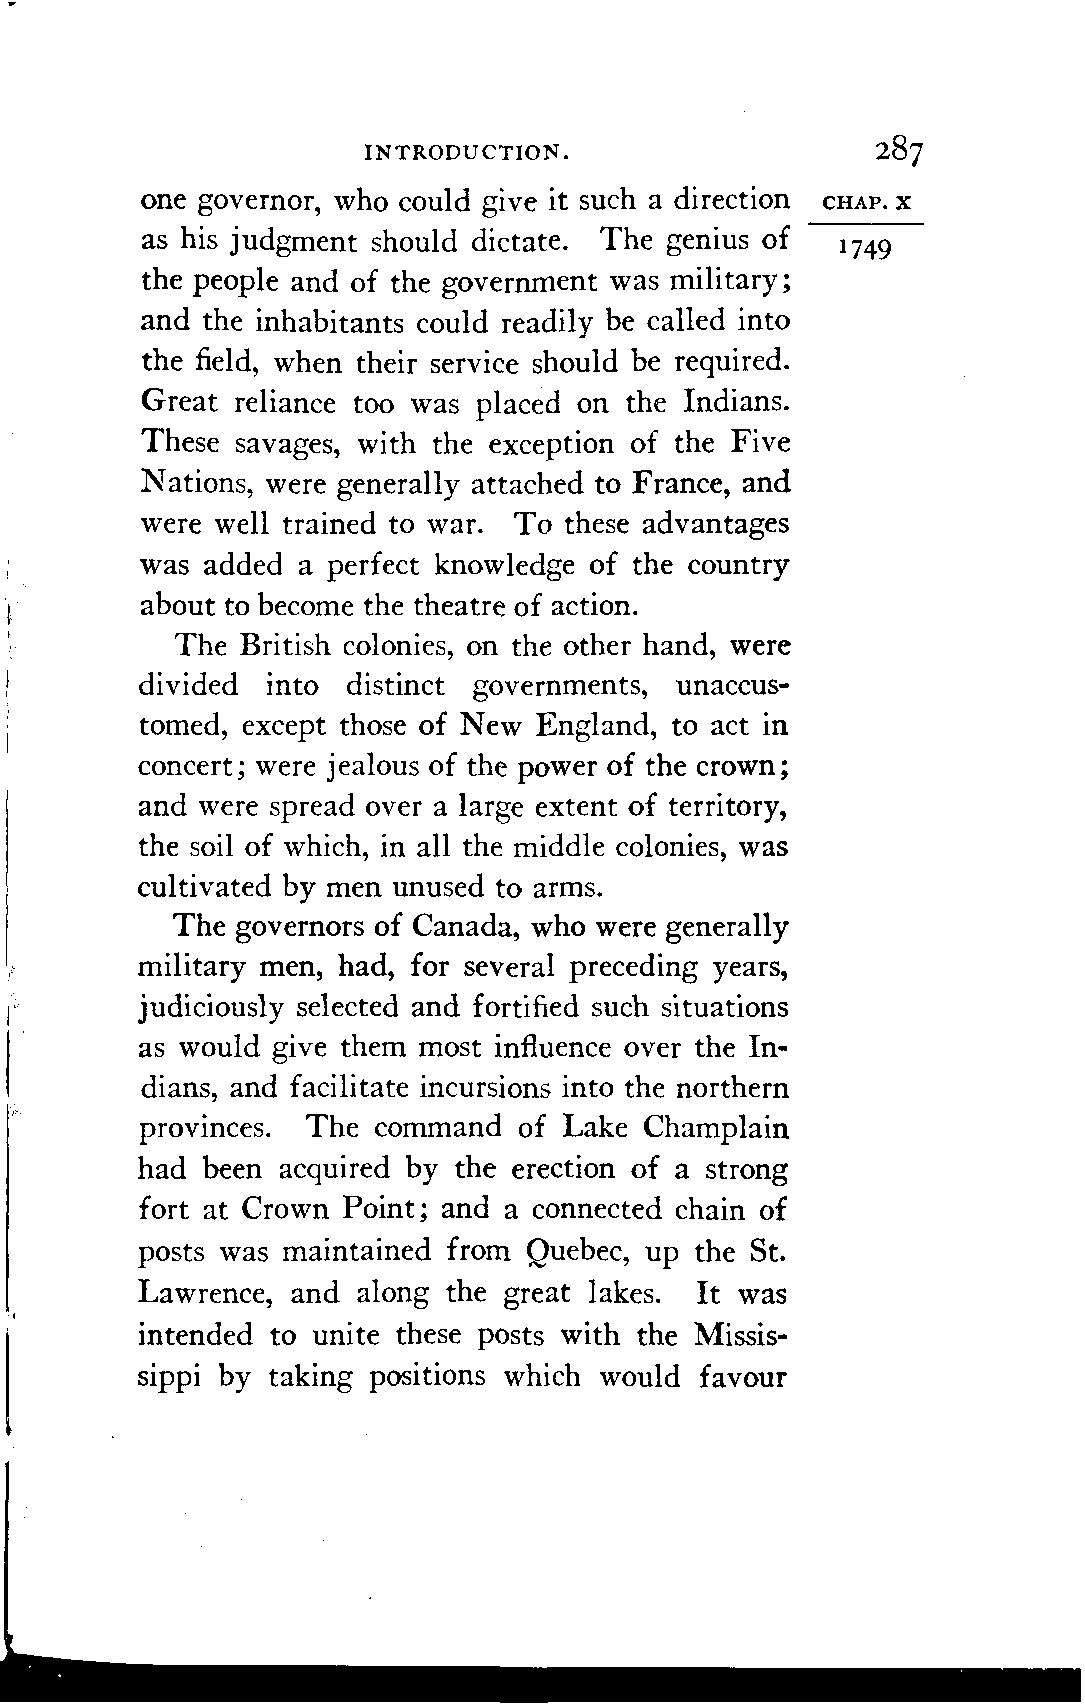 INTRODUCTION. 287
one governor, who could give it such a direction CHAP. X
as his judgment should dictate. The genius of 1749
the people and of the government was military;
and the inhabitants could readily be called into
the field, when their service should be required.
Great reliance too was placed on the Indians.
These savages, with the exception of the Five
Nations, were generally attached to France, and
were well trained to war. To these advantages
was added a perfect knowledge of the country
about to become the theatre of action.
The British colonies, on the other hand, were
divided into distinct governments, unaccus-
tomed, except those of New England, to act in
concert; were jealous of the power of the crown;
and were spread over a large extent of territory,
the soil of which, in all the middle colonies, was
cultivated by men unused to arms.
The governors of Canada, who were generally
military men, had, for several preceding years,
judiciously selected and fortified such situations
as would give them most influence over the In-
dians, and facilitate incursions into the northern
provinces. The command of Lake Champlain
had been acquired by the erection of a strong
fort at Crown Point; and a connected chain of
posts was maintained from Quebec, up the St.
Lawrence, and along the great lakes. It was
intended to unite these posts with the Missis-
sippi by taking positions which would favour